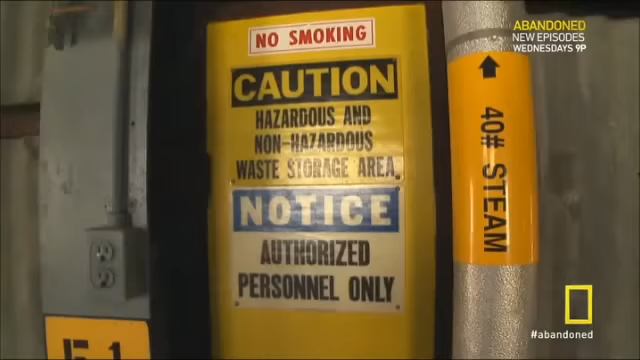 NO SMOKING
CAUTION
HAZARDOUS AND
NON-HAZARDOUS
WASTE STORAGE AREA
NOTICE
AUTHORIZED
PERSONNEL ONLY
40# STEAM
ABANDONED
NEW EPISODES
WEDNESDAYS 9P
#abandoned